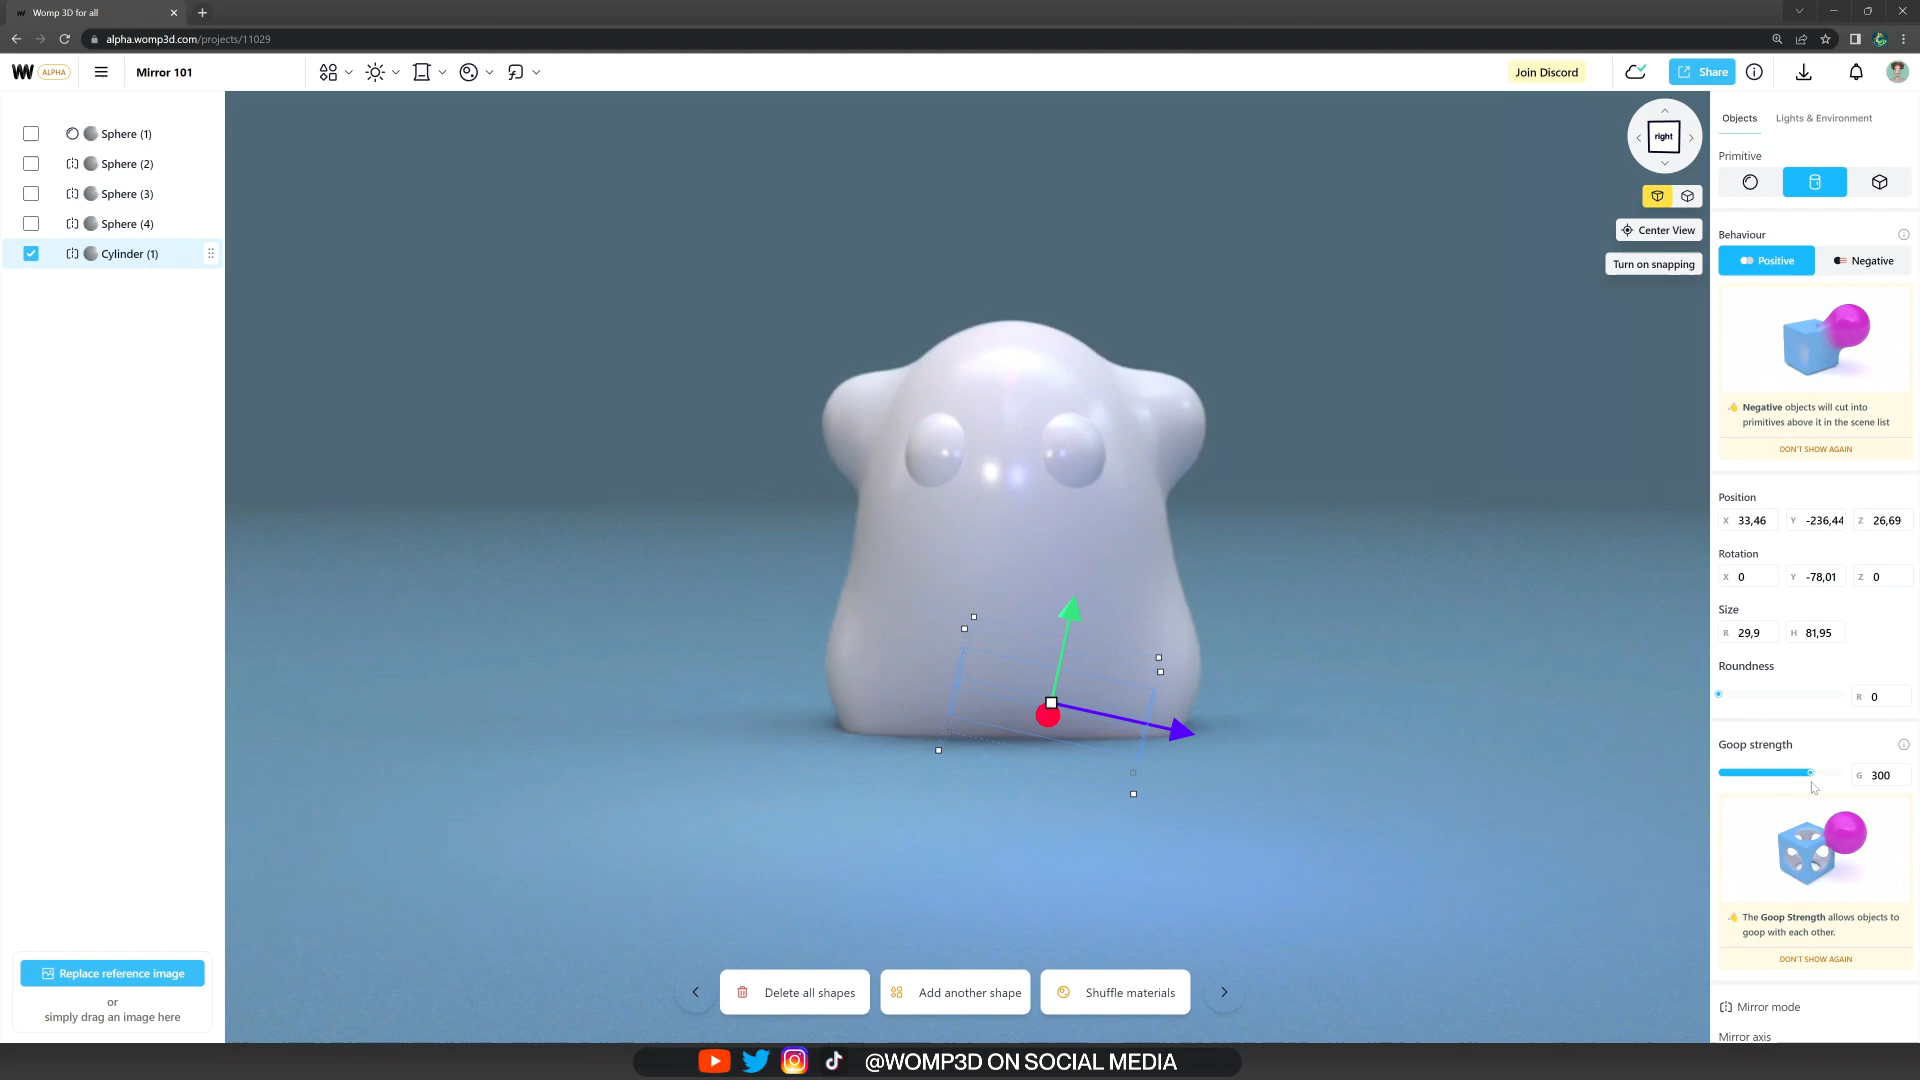 Womp 3D for all
alpha.womp3d.com/projects/11029
ALPHA
Mirror 101
Join Discord
Share
Sphere (1)
Sphere (2)
Sphere (3)
Sphere (4)
Cylinder (1)
Replace reference image
or
simply drag an image here
right
Center View
Turn on snapping
Delete all shapes
Add another shape
Shuffle materials
Objects
Lights & Environment
Primitive
Behaviour
Positive
Negative
Negative objects will cut into
primitives above it in the scene list
DON'T SHOW AGAIN
Position
X 33,46 Y -236,44 Z 26,69
Rotation
X 0 Y -78,01 Z 0
Size
R 29,9 H 81,95
Roundness
R 0
Goop strength
G 300
The Goop Strength allows objects to
goop with each other.
DON'T SHOW AGAIN
Mirror mode
Mirror axis
@WOMP3D ON SOCIAL MEDIA